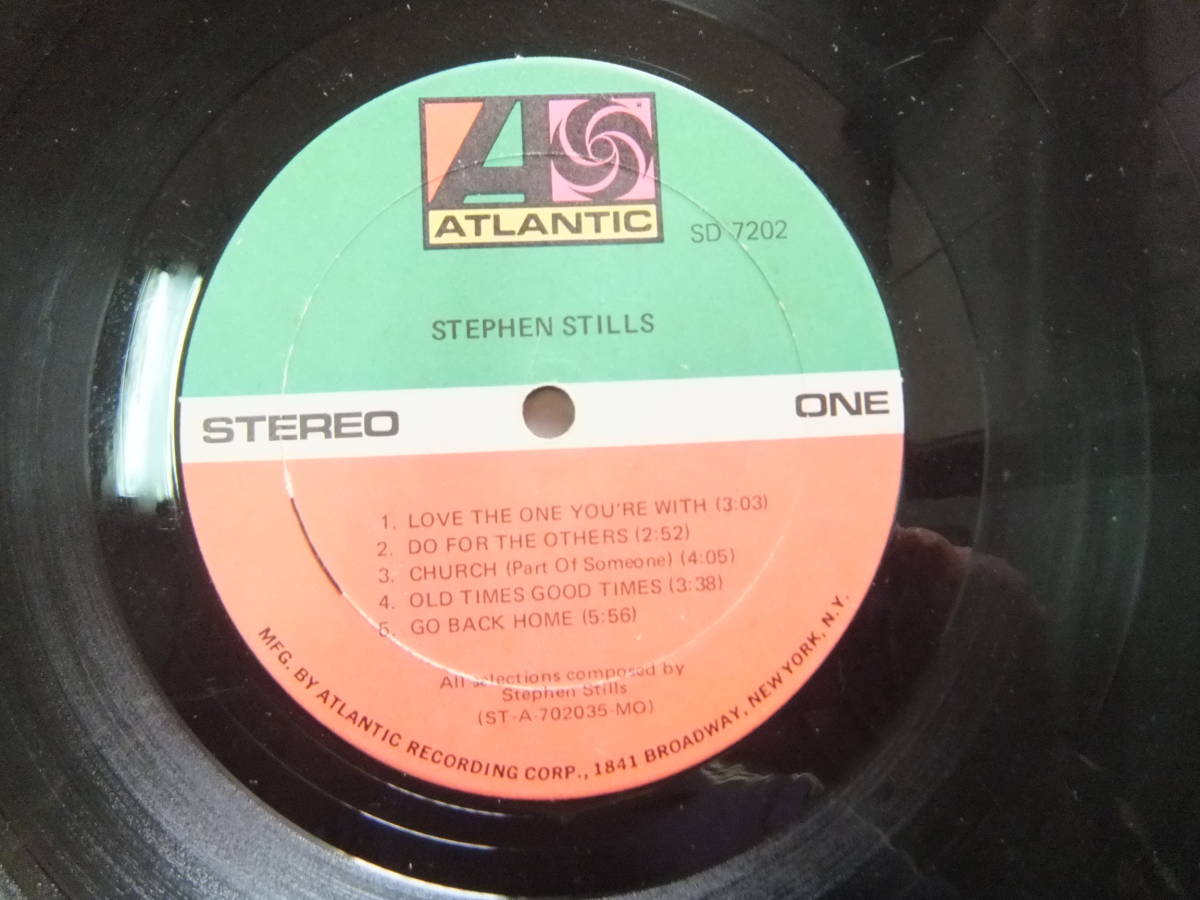 ATLANTIC
SD 7202
STEPHEN STILLS
STEREO
ONE
1. LOVE THE ONE YOU'RE WITH (3:03)
2. DO FOR THE OTHERS (2:52)
3. CHURCH (Part Of Someone) (4:05)
4. OLD TIMES GOOD TIMES (3:38)
5. GO BACK HOME (5:56)
All selections composed by
Stephen Stills
(ST-A-702035-MO)
MFG. BY ATLANTIC RECORDING CORP., 1841 BROADWAY, NEW YORK, N.Y.